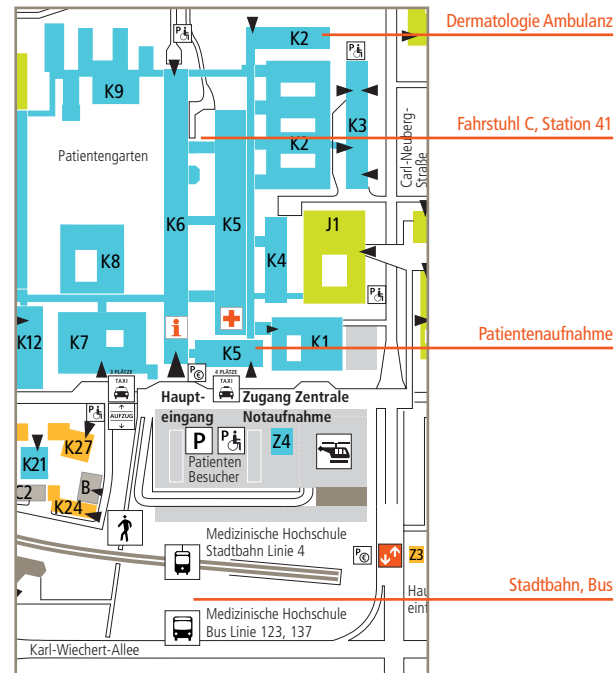 Dermatologie Ambulanz
K2
K9
K2
K3
Fahrstuhl C, Station 41
K2
Carl-Neuberg-
Straße
Patientengarten
K6
K5
J1
K8
K4
P
i
K12
K7
K1
K5
Patientenaufnahme
P€
3 PLÄTZE
TAXI
4 PLÄTZE
TAXI
AUFZUG
P
Haupt-
eingang
Zugang Zentrale
Notaufnahme
K27
K21
P
P
Z4
Patienten
Besucher
C2
B
K24
Medizinische Hochschule
Stadtbahn Linie 4
P€
Z3
Stadtbahn, Bus
Medizinische Hochschule
Bus Linie 123, 137
Karl-Wiechert-Allee